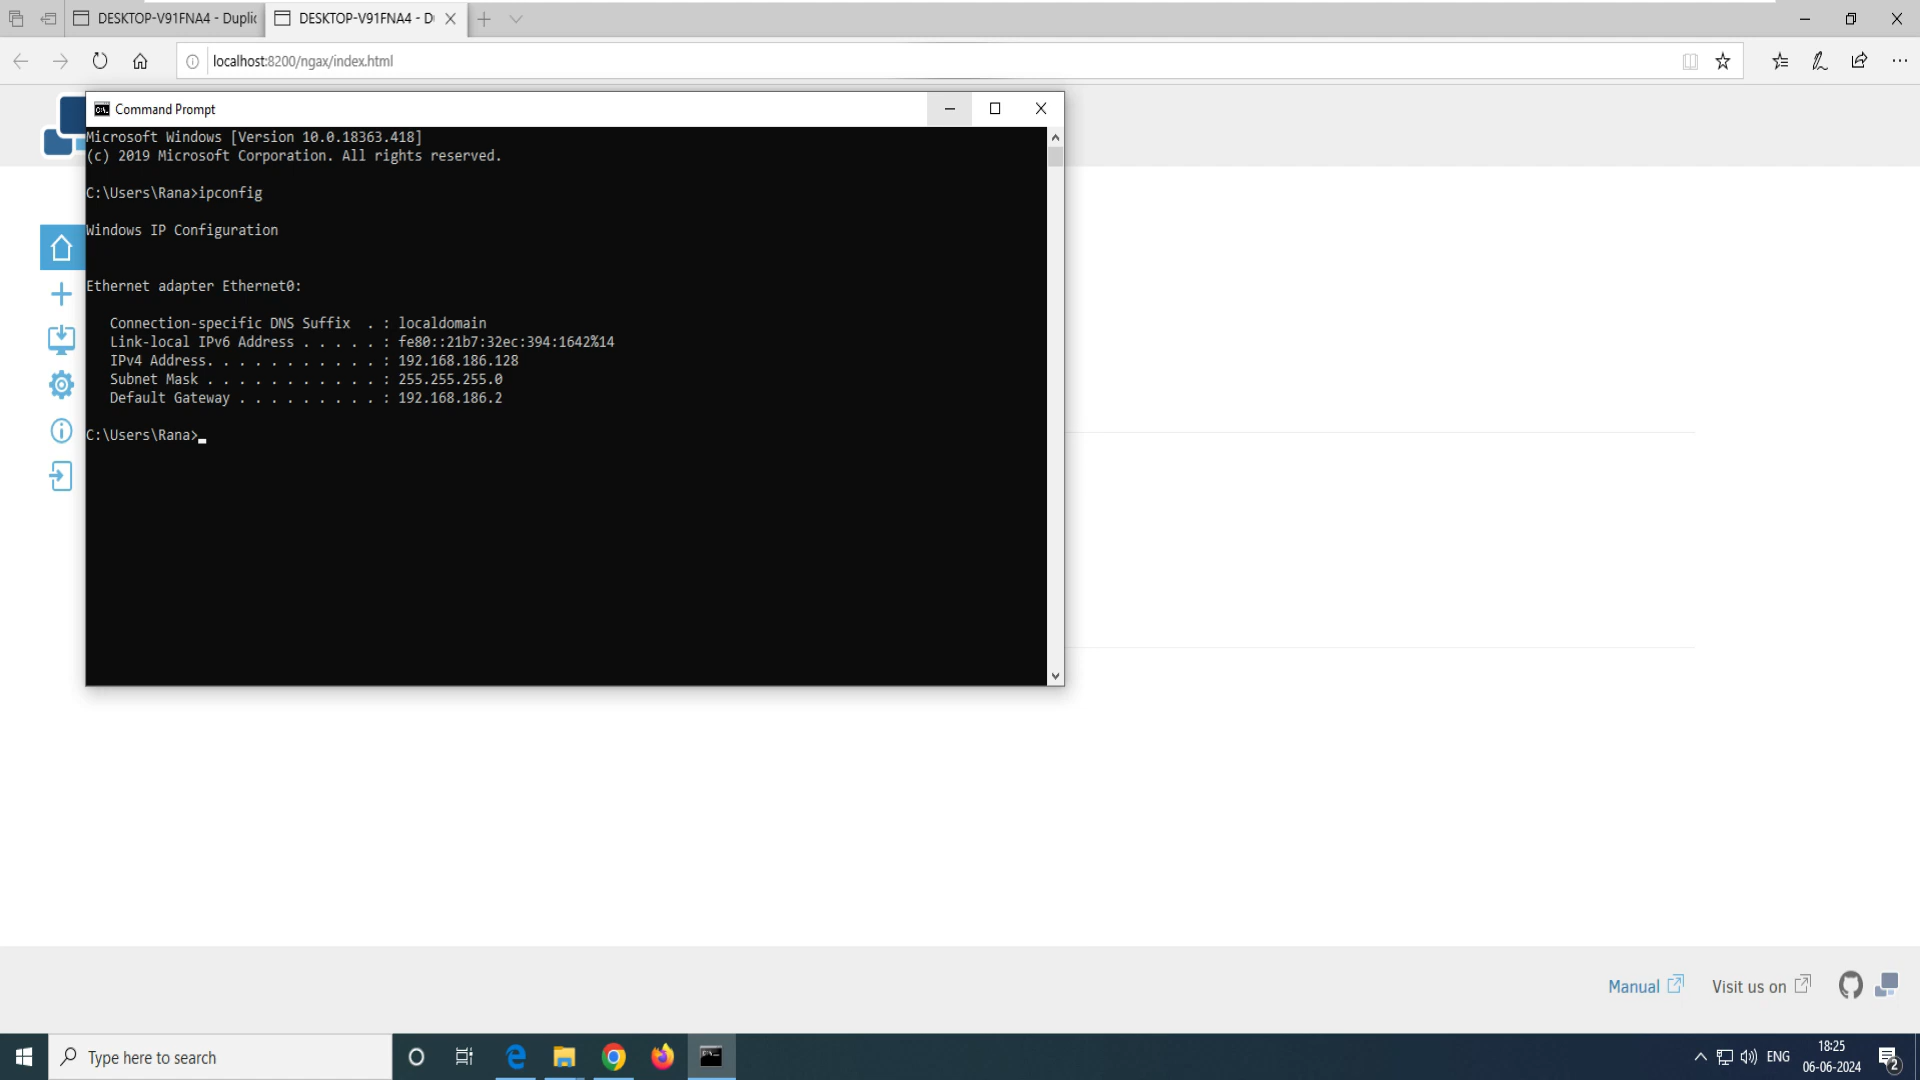 DESKTOP-V91FNA4 - Duplic
DESKTOP-V91FNA4 - D
localhost:8200/ngax/index.html
Command Prompt
Microsoft Windows [Version 10.0.18363.418]
(c) 2019 Microsoft Corporation. All rights reserved.
C:\Users\Rana>ipconfig
Windows IP Configuration
Ethernet adapter Ethernet0:
Connection-specific DNS Suffix . : localdomain
Link-local IPv6 Address . . . . . : fe80::21b7:32ec:394:1642%14
IPv4 Address. . . . . . . . . . . : 192.168.186.128
Subnet Mask . . . . . . . . . . . : 255.255.255.0
Default Gateway . . . . . . . . . : 192.168.186.2
C:\Users\Rana>
Manual
Visit us on
Type here to search
ENG
18:25
06-06-2024
2